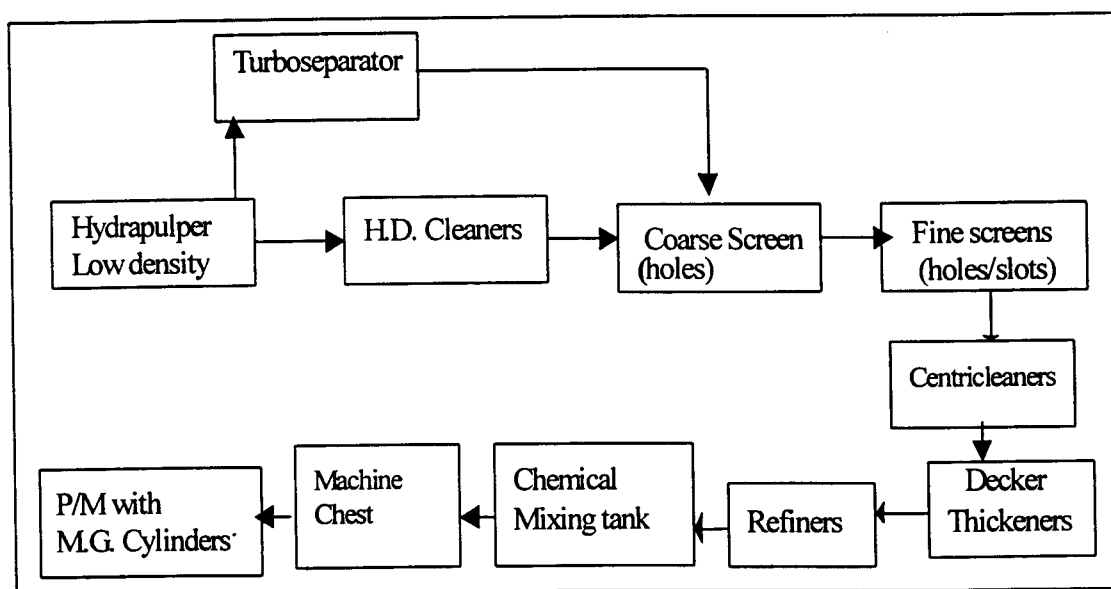 Turboseparator
Hydrapulper
Low density
H.D. Cleaners
Coarse Screen
(holes)
Fine screens
(holes/slots)
Centricleaners
Decker
Thickeners
Refiners
Chemical
Mixing tank
Machine
Chest
P/M with
M.G. Cylinders